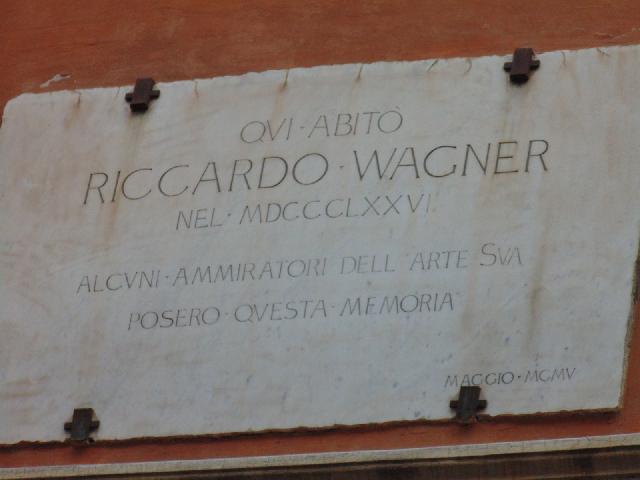 QVI·ABITÒ
RICCARDO·WAGNER
NEL·MDCCCLXXVI
ALCVNI·AMMIRATORI DELL'ARTE SVA
POSERO·QVESTA·MEMORIA
MAGGIO·MCMV